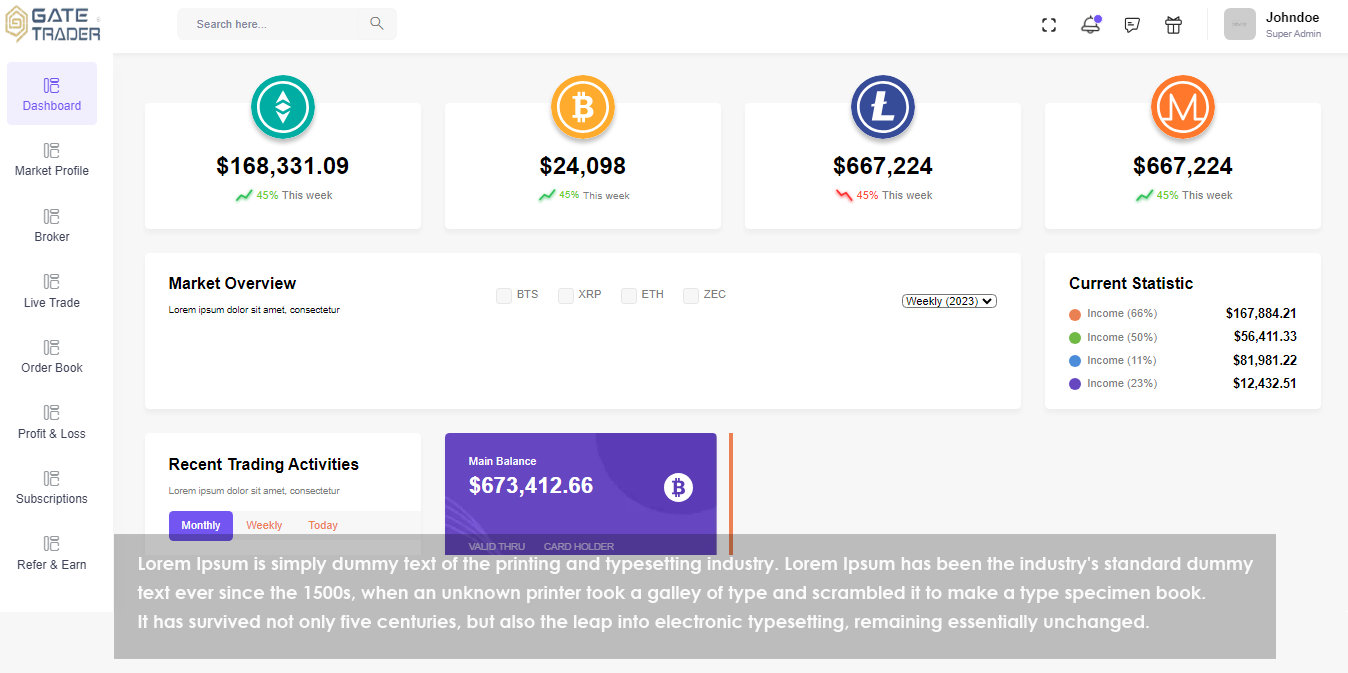 GATE
TRADER
Search here...
Johndoe
Super Admin
Dashboard
Market Profile
Broker
Live Trade
Order Book
Profit & Loss
Subscriptions
Refer & Earn
$168,331.09
45% This week
$24,098
45% This week
$667,224
45% This week
$667,224
45% This week
Market Overview
Lorem ipsum dolor sit amet, consectetur
BTS XRP ETH ZEC
Weekly (2023)
Current Statistic
Income (66%) $167,884.21
Income (50%) $56,411.33
Income (11%) $81,981.22
Income (23%) $12,432.51
Recent Trading Activities
Lorem ipsum dolor sit amet, consectetur
Monthly Weekly Today
Main Balance
$673,412.66
VALID THRU CARD HOLDER
Lorem Ipsum is simply dummy text of the printing and typesetting industry. Lorem Ipsum has been the industry's standard dummy
text ever since the 1500s, when an unknown printer took a galley of type and scrambled it to make a type specimen book.
It has survived not only five centuries, but also the leap into electronic typesetting, remaining essentially unchanged.